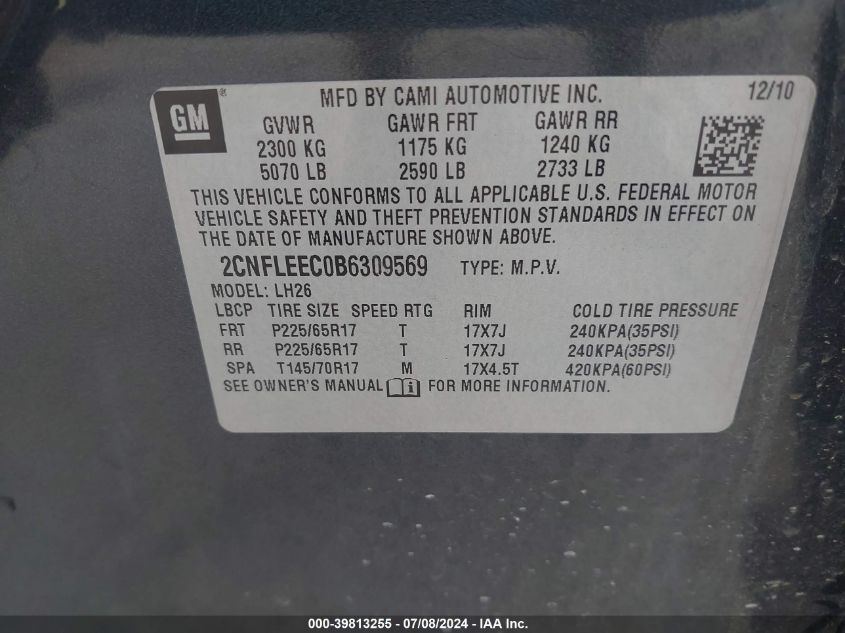 GM®
MFD BY CAMI AUTOMOTIVE INC. 12/10
GVWR GAWR FRT GAWR RR
2300 KG 1175 KG 1240 KG
5070 LB 2590 LB 2733 LB
THIS VEHICLE CONFORMS TO ALL APPLICABLE U.S. FEDERAL MOTOR
VEHICLE SAFETY AND THEFT PREVENTION STANDARDS IN EFFECT ON
THE DATE OF MANUFACTURE SHOWN ABOVE.
2CNFLEEC0B6309569 TYPE: M.P.V.
MODEL: LH26
LBCP TIRE SIZE SPEED RTG RIM COLD TIRE PRESSURE
FRT P225/65R17 T 17X7J 240KPA(35PSI)
RR P225/65R17 T 17X7J 240KPA(35PSI)
SPA T145/70R17 M 17X4.5T 420KPA(60PSI)
SEE OWNER'S MANUAL i FOR MORE INFORMATION.
000-39813255 - 07/08/2024 - IAA Inc.